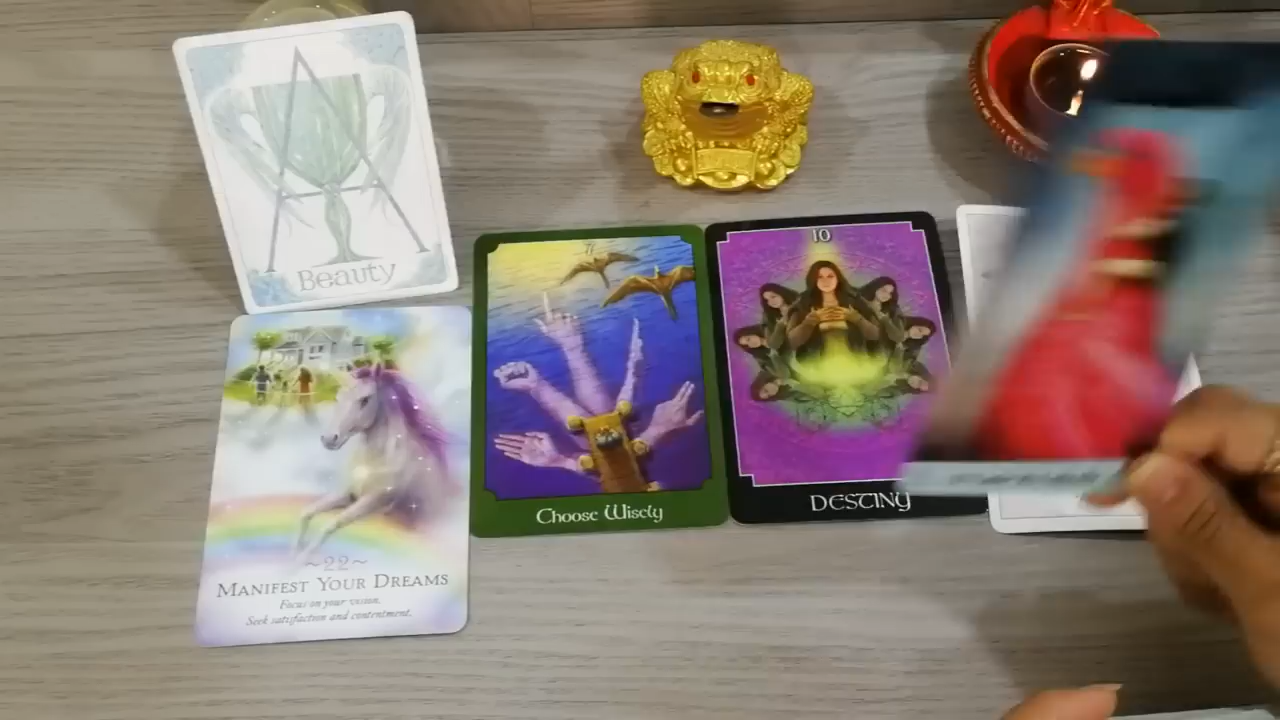 Beauty
10
DESTINY
Choose Wisely
~22~
MANIFEST YOUR DREAMS
Focus on your vision.
Seek satisfaction and contentment.